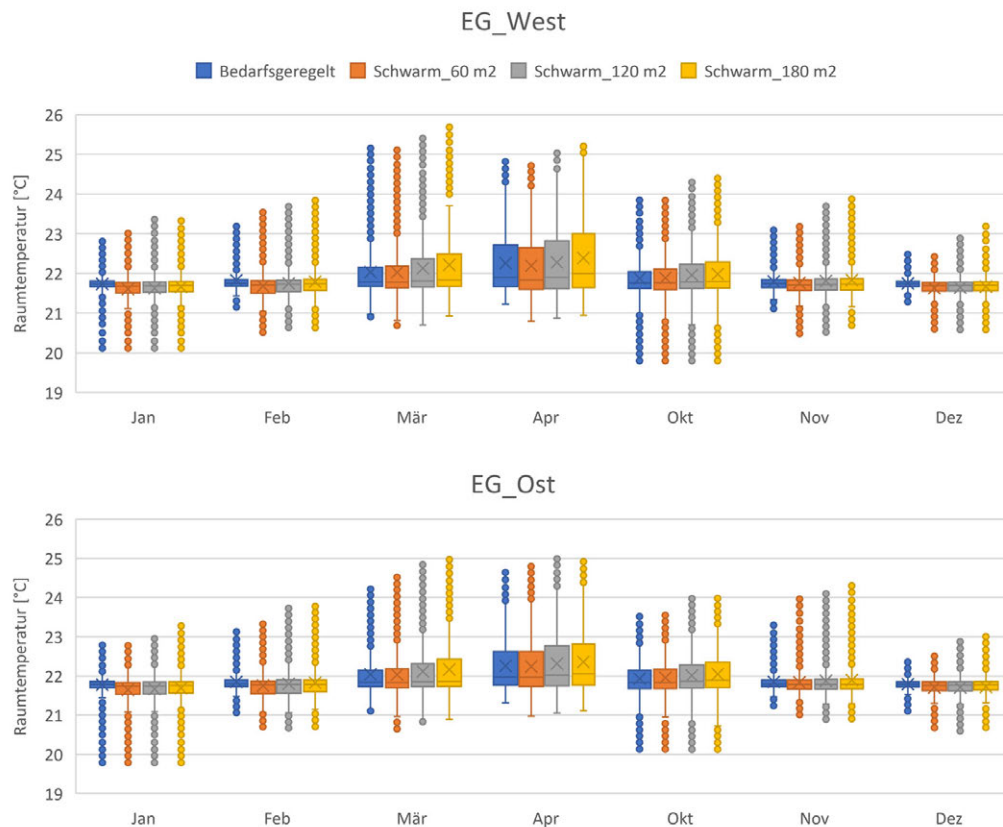 EG_West
Bedarfsgeregelt Schwarm_60 m2 Schwarm_120 m2 Schwarm_180 m2
Raumtemperatur [°C]
26
25
24
23
22
21
20
19
Jan Feb Mär Apr Okt Nov Dez
EG_Ost
Raumtemperatur [°C]
26
25
24
23
22
21
20
19
Jan Feb Mär Apr Okt Nov Dez